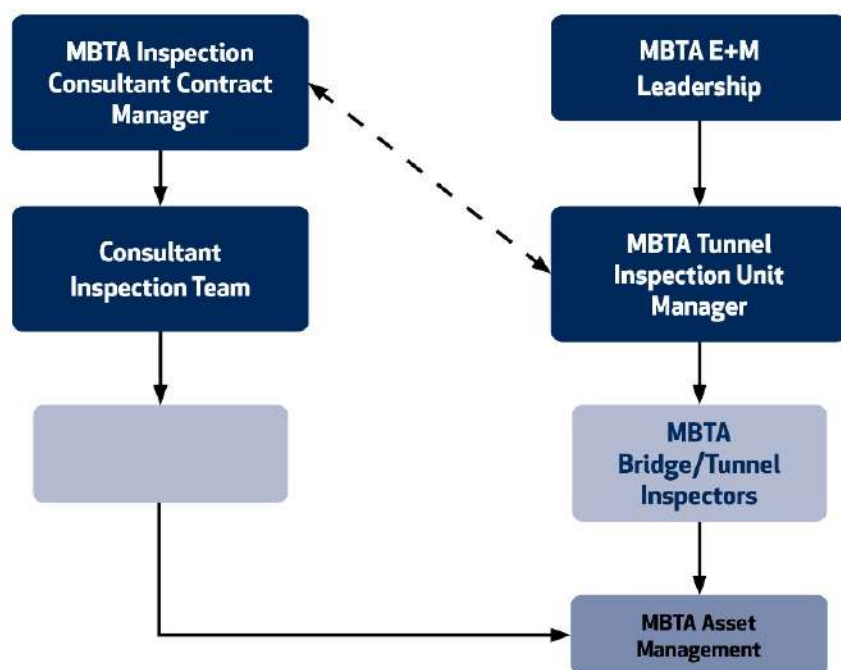 MBTA Inspection
Consultant Contract
Manager
MBTA E+M
Leadership
Consultant
Inspection Team
MBTA Tunnel
Inspection Unit
Manager
MBTA
Bridge/Tunnel
Inspectors
MBTA Asset
Management